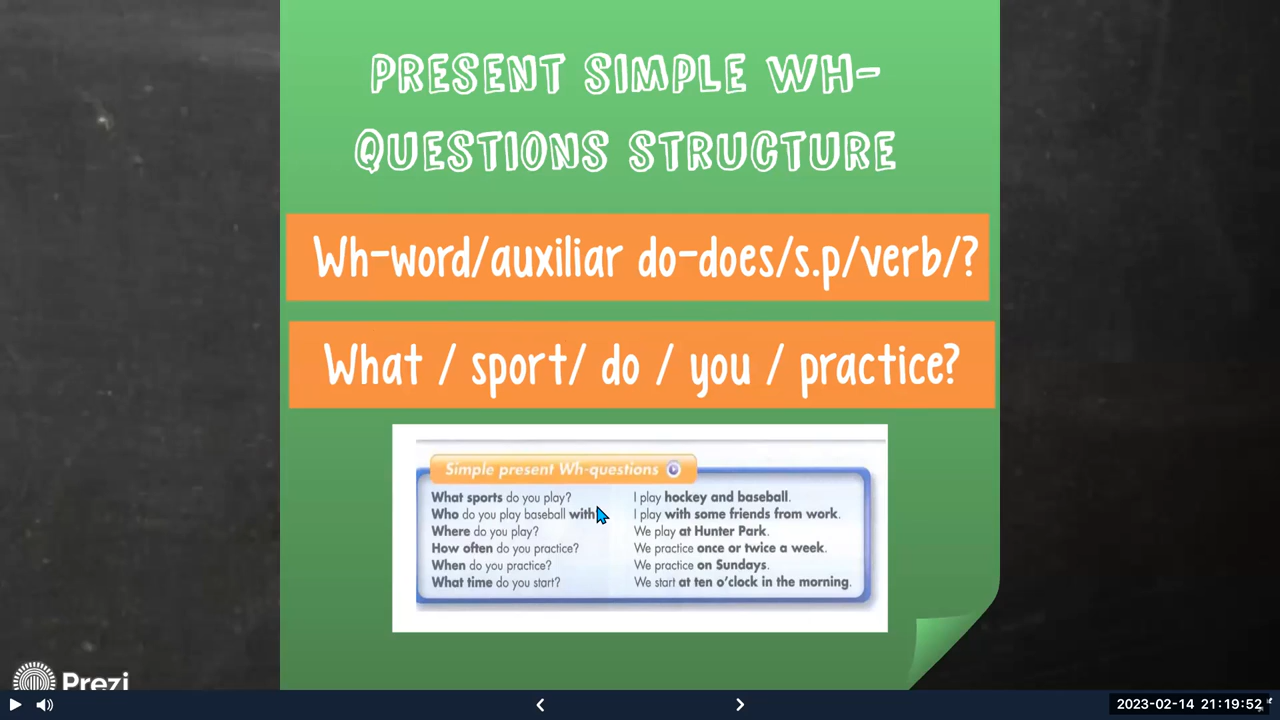 PRESENT SIMPLE WH-
QUESTIONS STRUCTURE
Wh-word/auxiliar do-does/s.p/verb/?
What / sport/ do / you / practice?
Simple present Wh-questions
What sports do you play? I play hockey and baseball.
Who do you play baseball with I play with some friends from work.
Where do you play? We play at Hunter Park.
How often do you practice? We practice once or twice a week.
When do you practice? We practice on Sundays.
What time do you start? We start at ten o'clock in the morning.
Prezi
2023-02-14 21:19:52